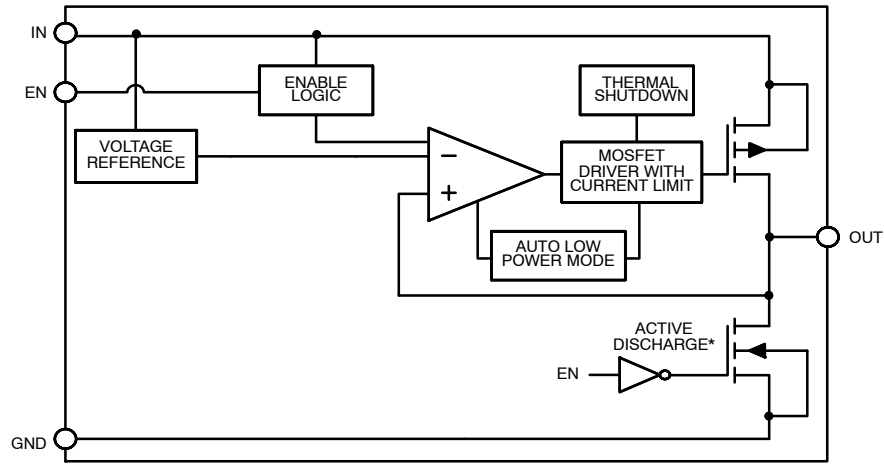 IN
EN
ENABLE
LOGIC
THERMAL
SHUTDOWN
VOLTAGE
REFERENCE
−
+
MOSFET
DRIVER WITH
CURRENT LIMIT
AUTO LOW
POWER MODE
OUT
ACTIVE
DISCHARGE*
EN
GND